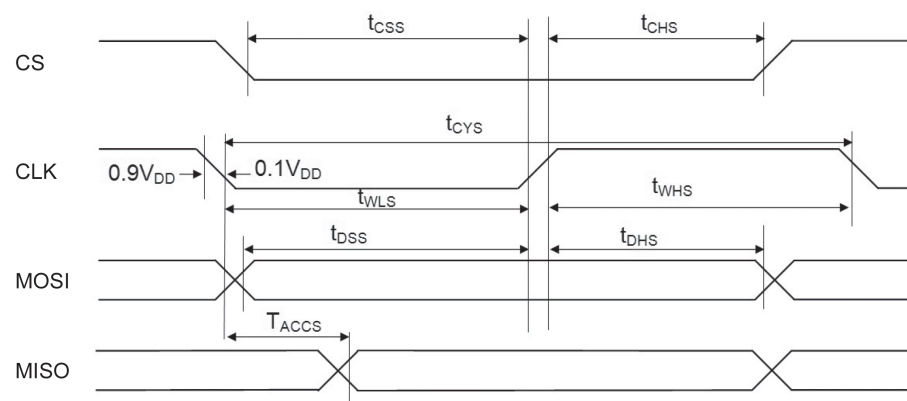 tCSS
tCHS
CS
tCYS
CLK
0.9VDD
0.1VDD
tWLS
tWHS
tDSS
tDHS
MOSI
TACCS
MISO